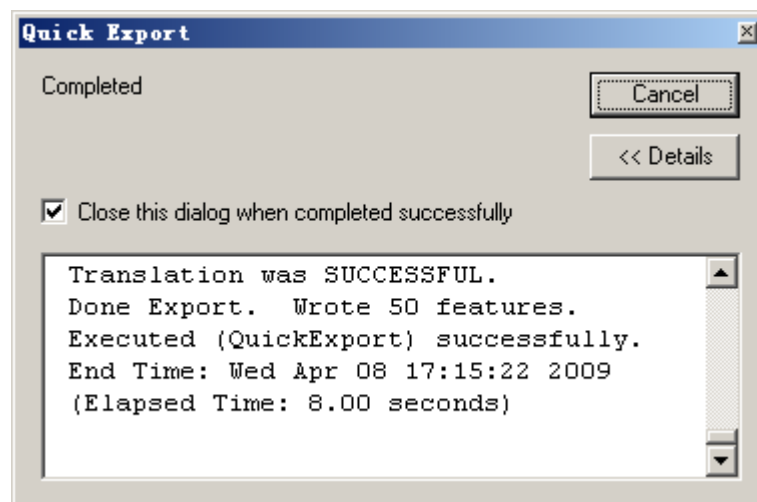 Quick Export
Completed
Cancel
<< Details
Close this dialog when completed successfully
Translation was SUCCESSFUL.
Done Export.  Wrote 50 features.
Executed (QuickExport) successfully.
End Time: Wed Apr 08 17:15:22 2009
(Elapsed Time: 8.00 seconds)